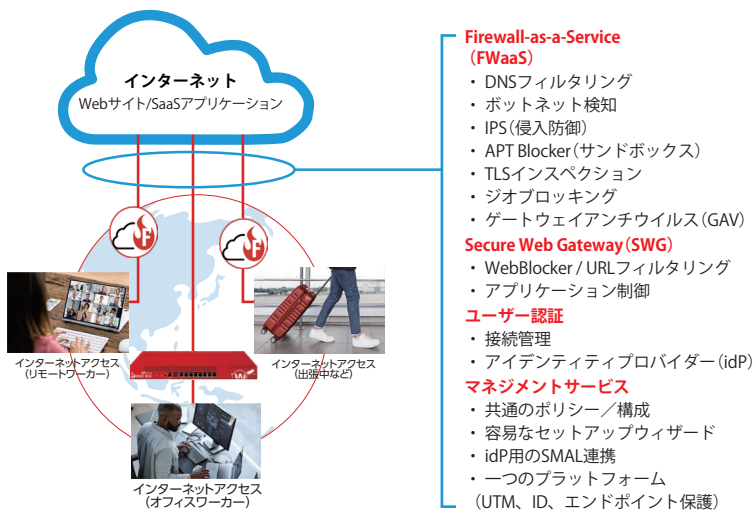 インターネット
Webサイト/SaaSアプリケーション
F
F
インターネットアクセス
(リモートワーカー)
インターネットアクセス
(出張中など)
インターネットアクセス
(オフィスワーカー)
Firewall-as-a-Service
(FWaaS)
・ DNSフィルタリング
・ ボットネット検知
・ IPS(侵入防御)
・ APT Blocker(サンドボックス)
・ TLSインスペクション
・ ジオブロッキング
・ ゲートウェイアンチウイルス(GAV)
Secure Web Gateway(SWG)
・ WebBlocker / URLフィルタリング
・ アプリケーション制御
ユーザー認証
・ 接続管理
・ アイデンティティプロバイダー(idP)
マネジメントサービス
・ 共通のポリシー/構成
・ 容易なセットアップウィザード
・ idP用のSMAL連携
・ 一つのプラットフォーム
(UTM、ID、エンドポイント保護)